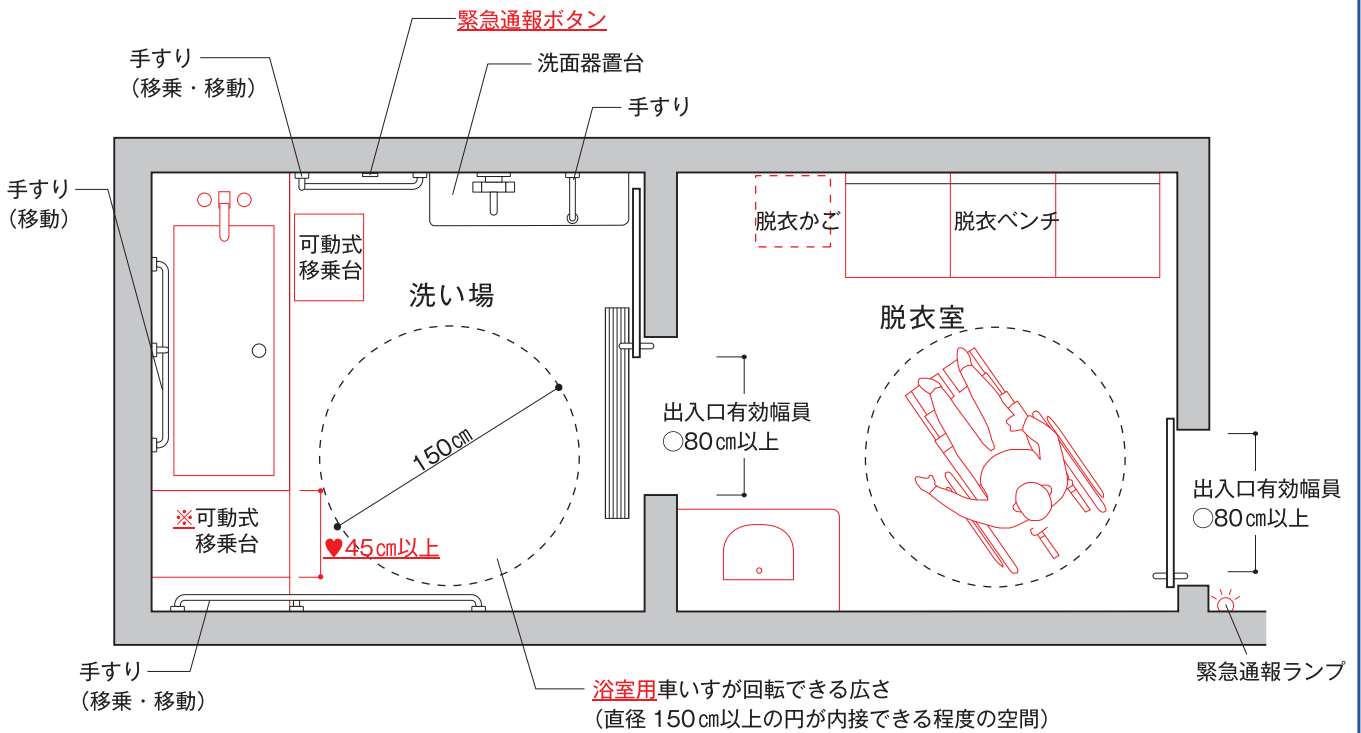 緊急通報ボタン
手すり
（移乗・移動）
洗面器置台
手すり
手すり
（移動）
脱衣かご
脱衣ベンチ
可動式
移乗台
洗い場
脱衣室
150㎝
出入口有効幅員
○80㎝以上
出入口有効幅員
○80㎝以上
※可動式
移乗台
♥45㎝以上
手すり
（移乗・移動）
緊急通報ランプ
浴室用車いすが回転できる広さ
（直径 150㎝以上の円が内接できる程度の空間）